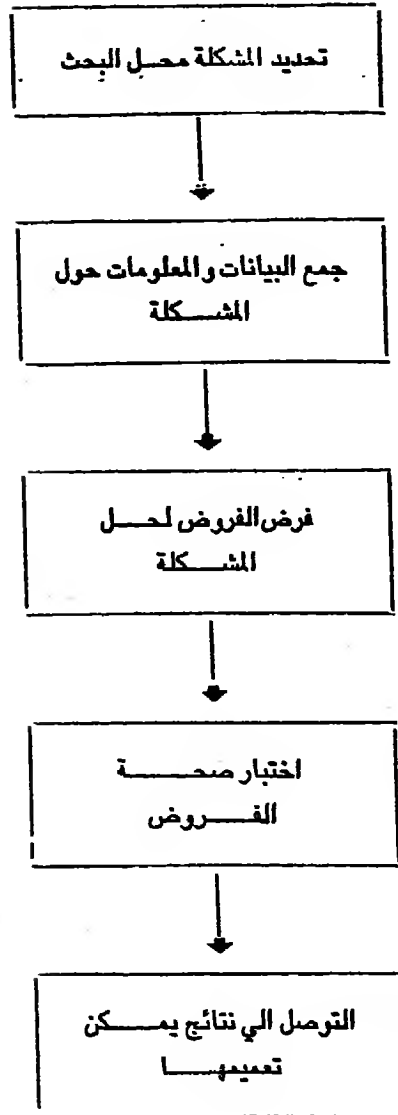 تحديد المشكلة محل البحث
جمع البيانات والمعلومات حول
المشكلة
فرض الفروض لحل
المشكلة
اختبار صحة
الفروض
التوصل الي نتائج يمكن
تعميمها